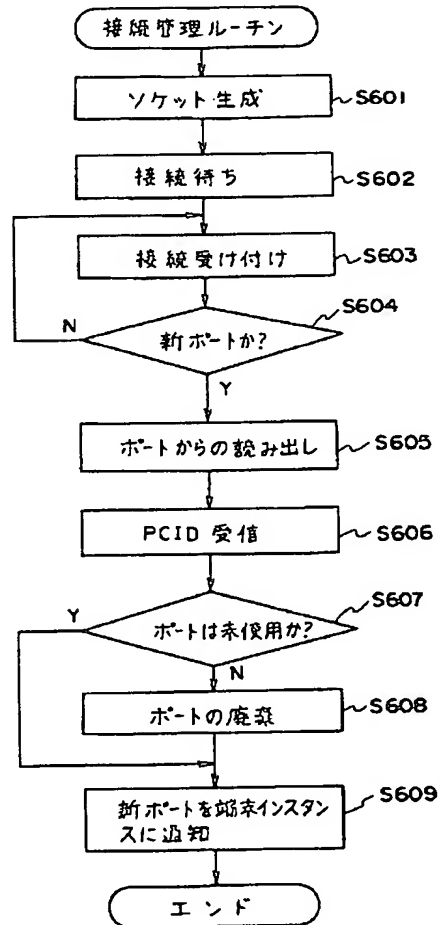 接続管理ルーチン
ソケット生成
S601
接続待ち
S602
接続受け付け
S603
S604
新ポートか?
N
Y
ポートからの読み出し
S605
PCID 受信
S606
S607
ポートは未使用か?
Y
N
ポートの廃棄
S608
S609
新ポートを端末インスタン
スに通知
エンド